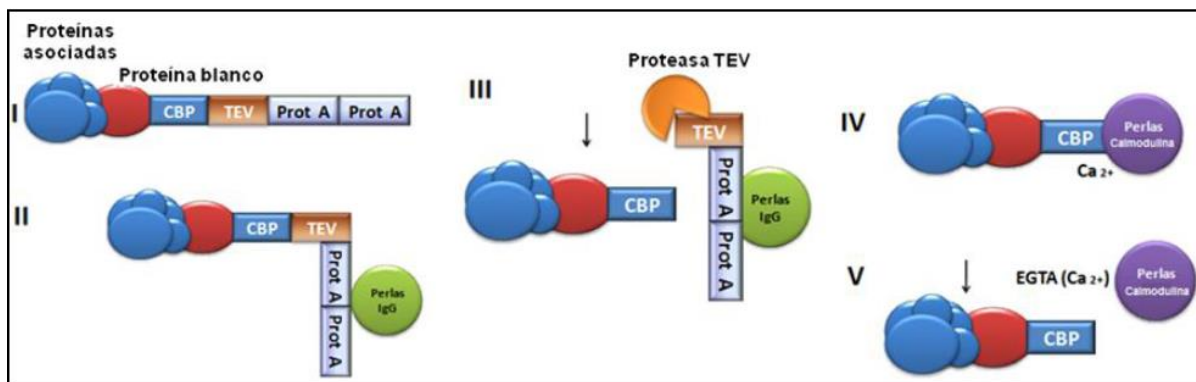 Proteínas
asociadas
Proteína blanco
I
CBP
TEV
Prot A
Prot A
II
CBP
TEV
Prot A
Prot A
Perlas
IgG
III
Proteasa TEV
TEV
CBP
Prot A
Prot A
Perlas
IgG
IV
CBP
Perlas
Calmodulina
Ca 2+
V
EGTA (Ca 2+)
Perlas
Calmodulina
CBP